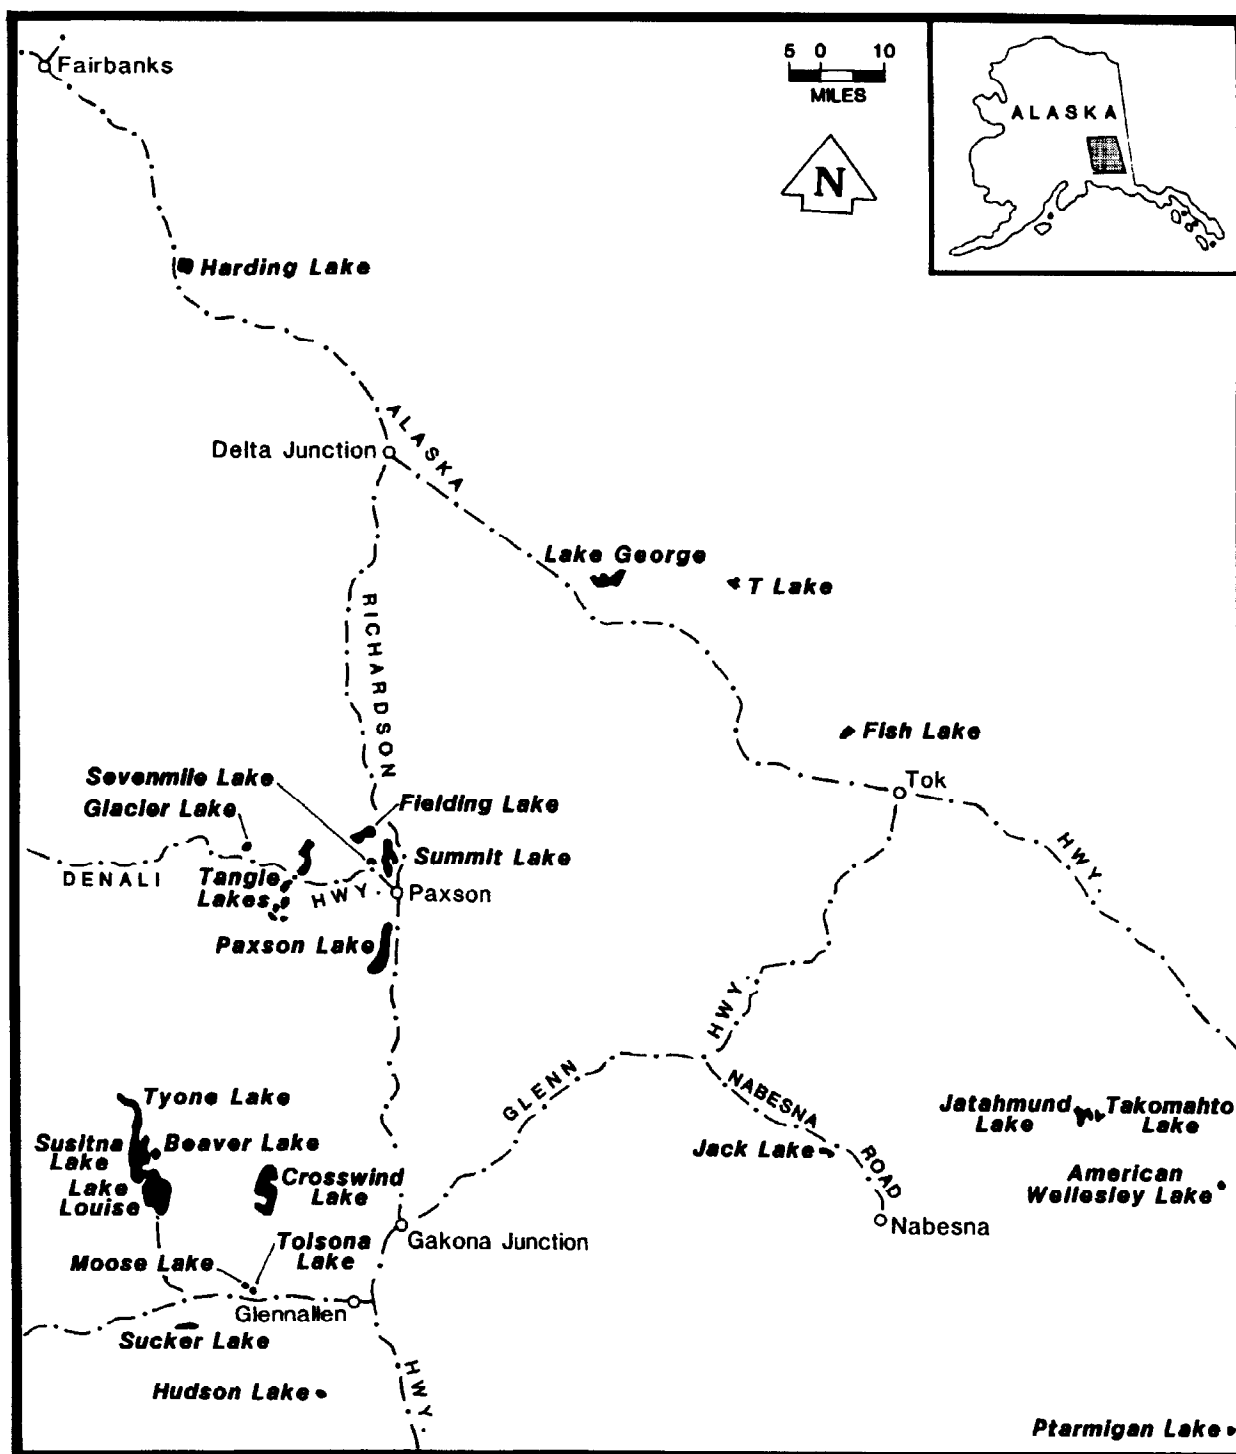 Fairbanks
5 0 10
MILES
N
ALASKA
Harding Lake
Delta Junction
ALASKA
Lake George
T Lake
RICHARDSON
Fish Lake
Tok
Sevenmile Lake
Glacier Lake
Fielding Lake
Summit Lake
DENALI
Tangle
Lakes
HWY.
Paxson
HWY.
Paxson Lake
HWY.
GLENN
NABESNA
Tyone Lake
Jatahmund
Lake
Takomahto
Lake
Susitna
Lake
Beaver Lake
Jack Lake
ROAD
Crosswind
Lake
American
Wellesley Lake
Lake
Louise
Nabesna
Gakona Junction
Tolsona
Lake
Moose Lake
Glennallen
Sucker Lake
HWY.
Hudson Lake
Ptarmigan Lake